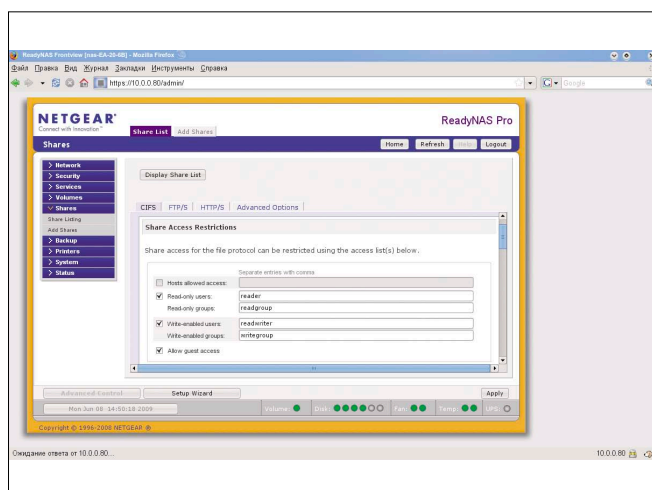 ReadyNAS Frontview [nas-EA-20-6B] - Mozilla Firefox
Файл Правка Вид Журнал Закладки Инструменты Справка
https://10.0.0.80/admin/
Google
NETGEAR
Connect with Innovation™
Share List Add Shares
ReadyNAS Pro
Shares
Home Refresh Help Logout
Network
Security
Services
Volumes
Shares
Share Listing
Add Shares
Backup
Printers
System
Status
Display Share List
CIFS FTP/S HTTP/S Advanced Options
Share Access Restrictions
Share access for the file protocol can be restricted using the access list(s) below.
Separate entries with comma
Hosts allowed access:
Read-only users: reader
Read-only groups: readgroup
Write-enabled users: readwriter
Write-enabled groups: writegroup
Allow guest access
Advanced Control Setup Wizard Apply
Mon Jun 08 14:50:18 2009 Volume: Disk: Fan: Temp: UPS:
Copyright © 1996-2008 NETGEAR ®
Ожидание ответа от 10.0.0.80... 10.0.0.80